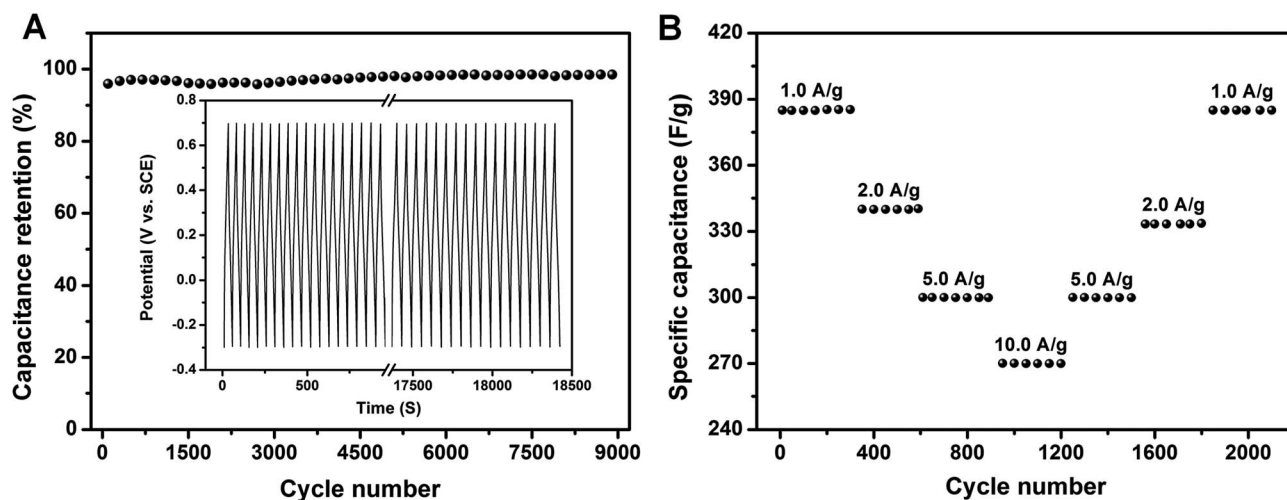 A
Capacitance retention (%)
120
100
80
60
40
20
0
0 1500 3000 4500 6000 7500 9000
Cycle number
Potential (V vs. SCE)
0.8
0.6
0.4
0.2
0.0
-0.2
-0.4
0 500 17500 18000 18500
Time (S)
B
Specific capacitance (F/g)
420
390
360
330
300
270
240
1.0 A/g 1.0 A/g
2.0 A/g 2.0 A/g
5.0 A/g 5.0 A/g
10.0 A/g
0 400 800 1200 1600 2000
Cycle number